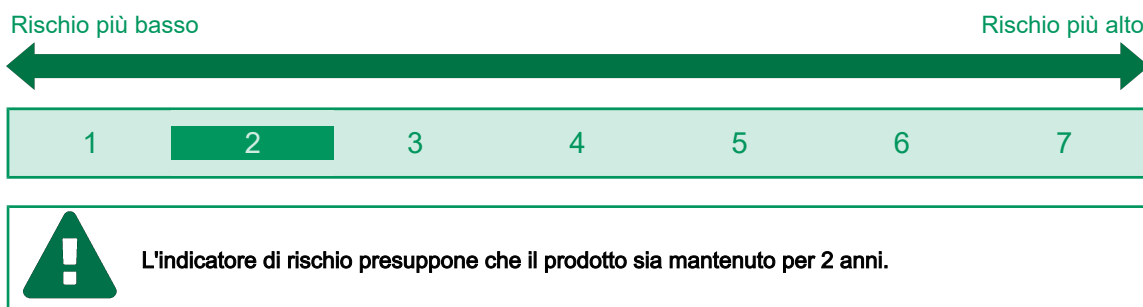 Rischio più basso Rischio più alto
1 2 3 4 5 6 7
L'indicatore di rischio presuppone che il prodotto sia mantenuto per 2 anni.